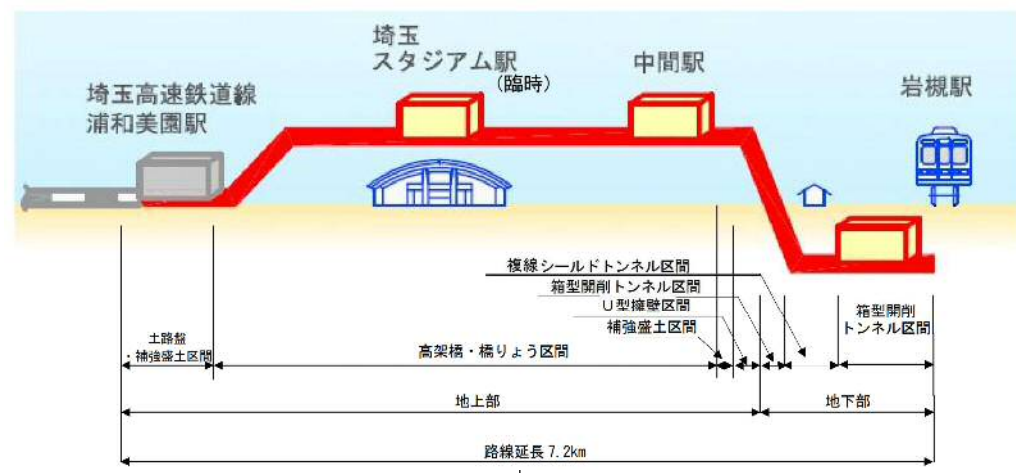 埼玉
スタジアム駅
(臨時)
中間駅
岩槻駅
埼玉高速鉄道線
浦和美園駅
複線シールドトンネル区間
箱型開削トンネル区間
U型擁壁区間
補強盛土区間
箱型開削
トンネル区間
土路盤
・補強盛土区間
高架橋・橋りょう区間
地上部
地下部
路線延長7.2km